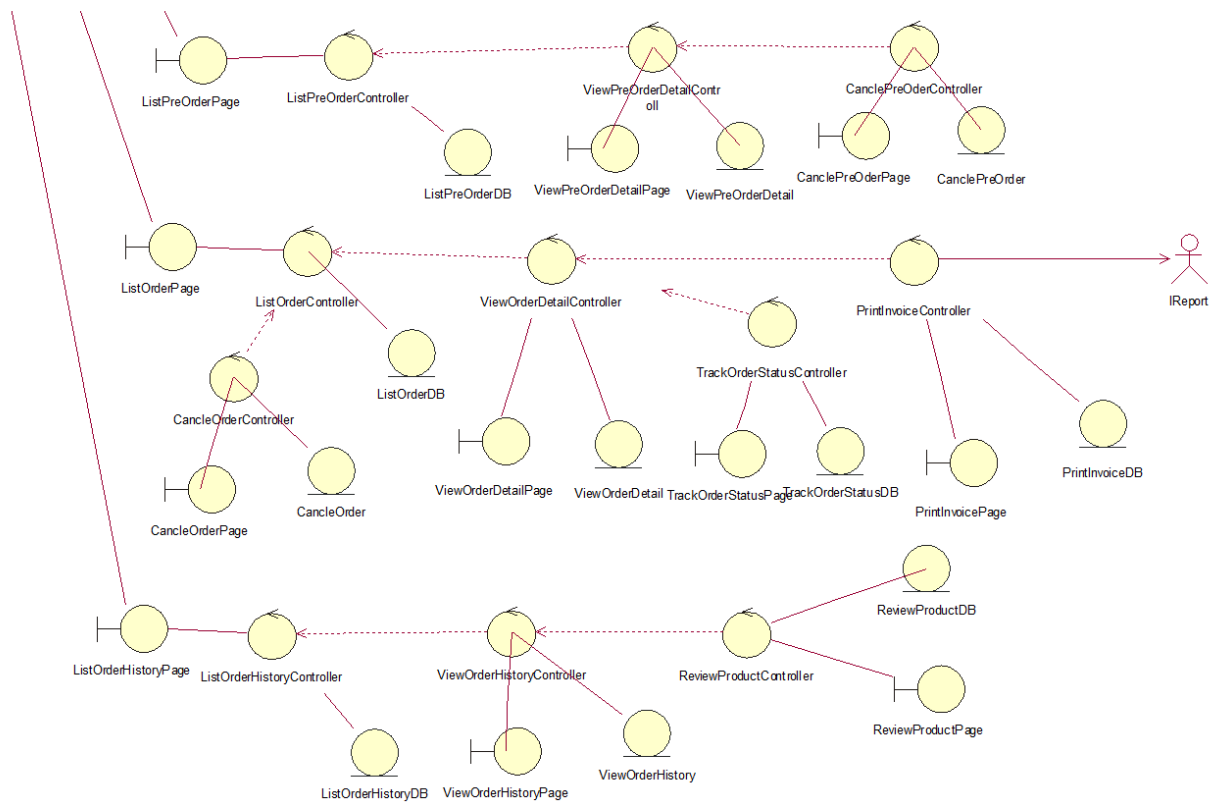 ListPreOrderPage
ListPreOrderController
ViewPreOrderDetailContr
oll
CanclePreOderController
ListPreOrderDB
ViewPreOrderDetailPage
ViewPreOrderDetail
CanclePreOderPage
CanclePreOrder
ListOrderPage
ListOrderController
ViewOrderDetailController
PrintInvoiceController
IReport
TrackOrderStatusController
ListOrderDB
CancleOrderController
ViewOrderDetailPage
ViewOrderDetail
TrackOrderStatusPage
TrackOrderStatusDB
PrintInvoiceDB
PrintInvoicePage
CancleOrderPage
CancleOrder
ReviewProductDB
ListOrderHistoryPage
ListOrderHistoryController
ViewOrderHistoryController
ReviewProductController
ReviewProductPage
ListOrderHistoryDB
ViewOrderHistoryPage
ViewOrderHistory